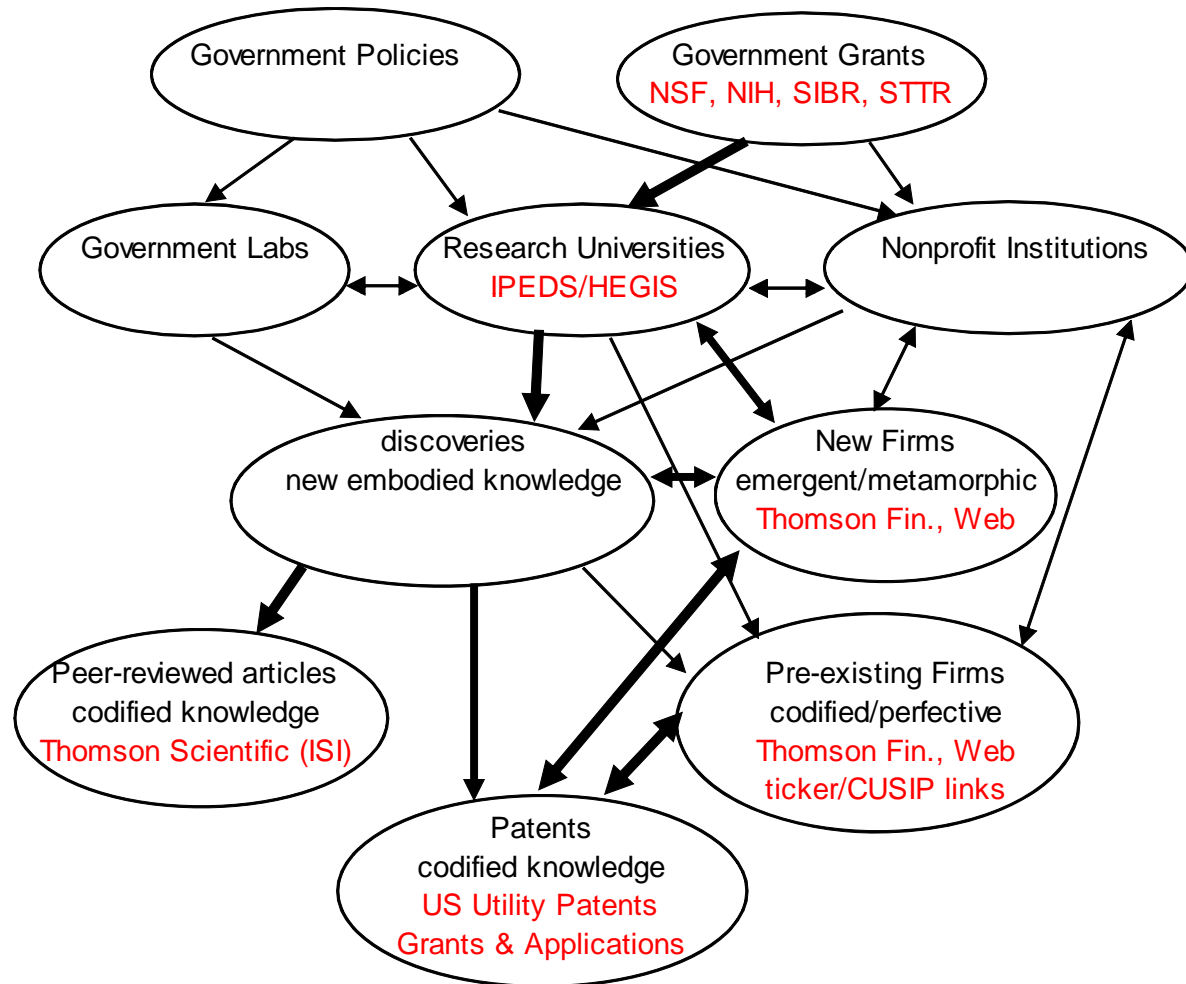 Government Policies
Government Grants
NSF, NIH, SIBR, STTR
Government Labs
Research Universities
IPEDS/HEGIS
Nonprofit Institutions
discoveries
new embodied knowledge
New Firms
emergent/metamorphic
Thomson Fin., Web
Peer-reviewed articles
codified knowledge
Thomson Scientific (ISI)
Pre-existing Firms
codified/perfective
Thomson Fin., Web
ticker/CUSIP links
Patents
codified knowledge
US Utility Patents
Grants & Applications